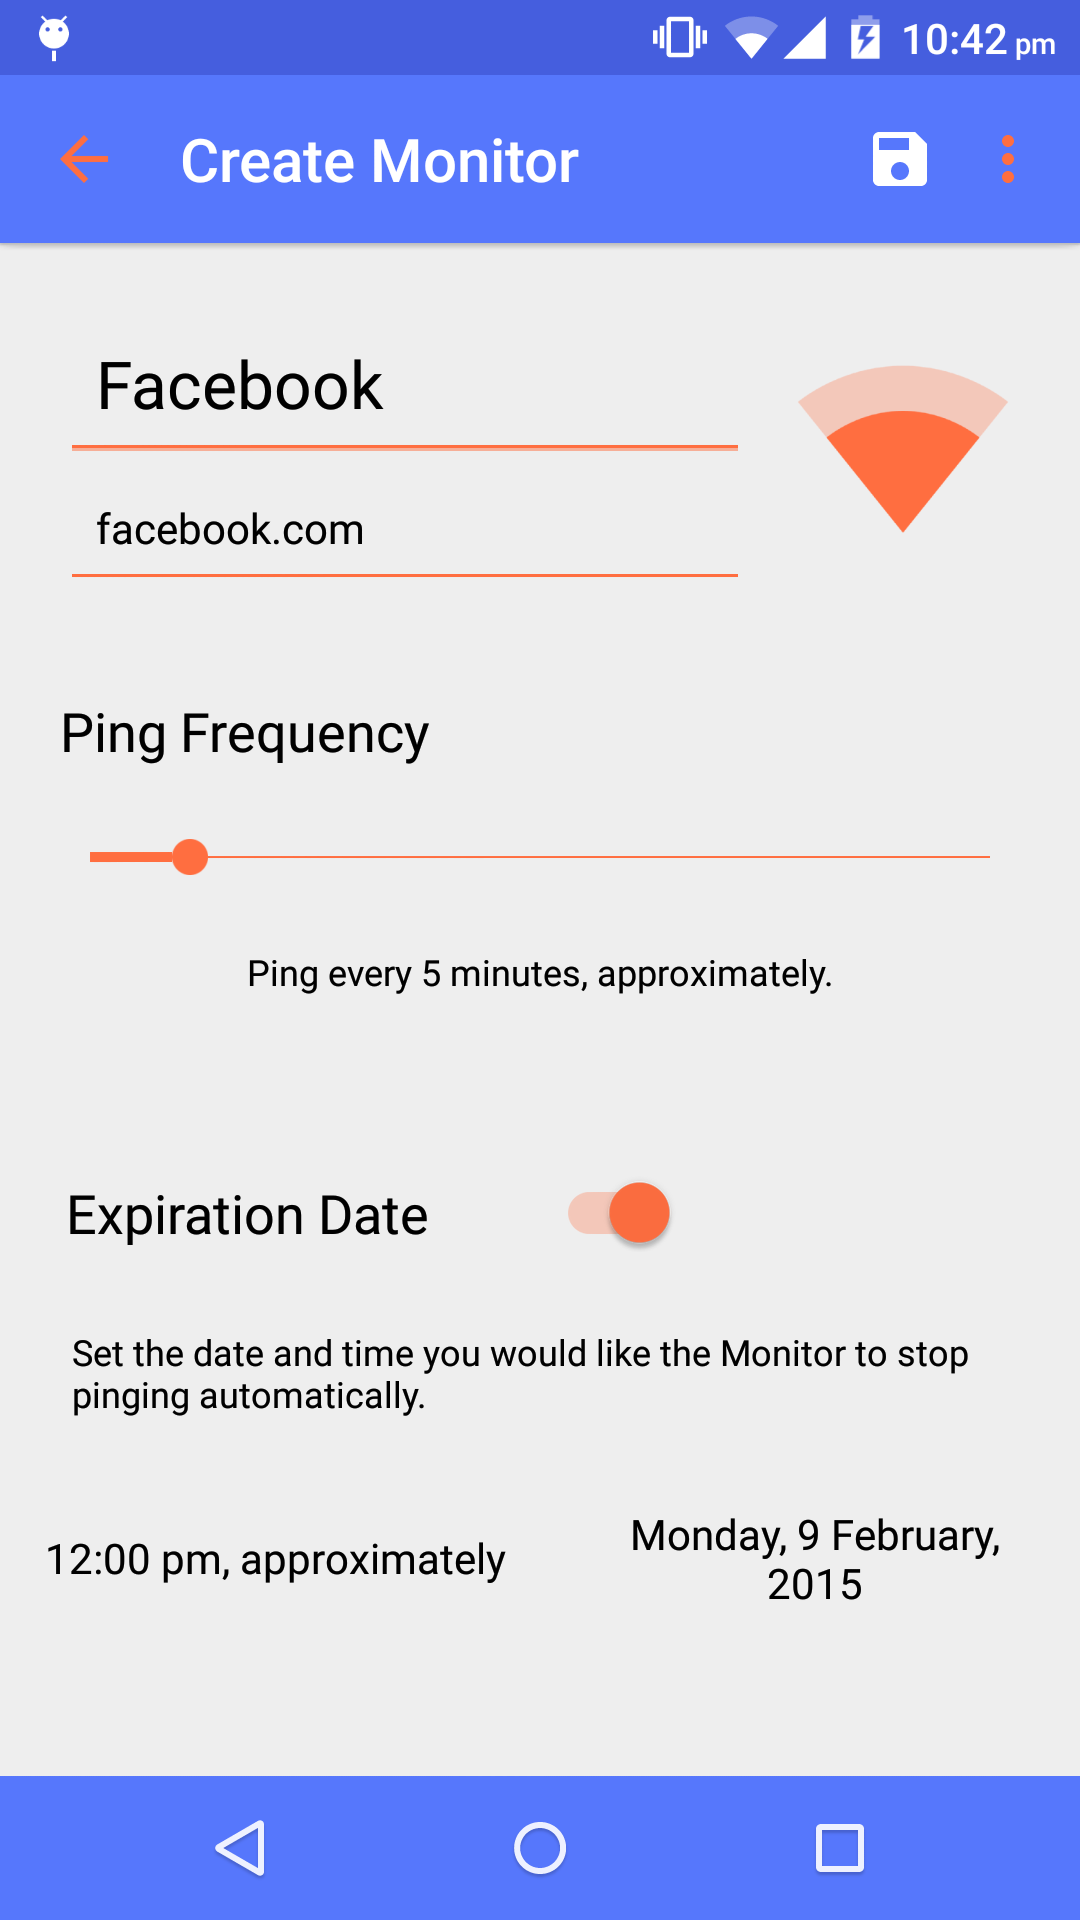 10:42 pm
Create Monitor
Facebook
facebook.com
Ping Frequency
Ping every 5 minutes, approximately.
Expiration Date
Set the date and time you would like the Monitor to stop
pinging automatically.
12:00 pm, approximately
Monday, 9 February,
2015